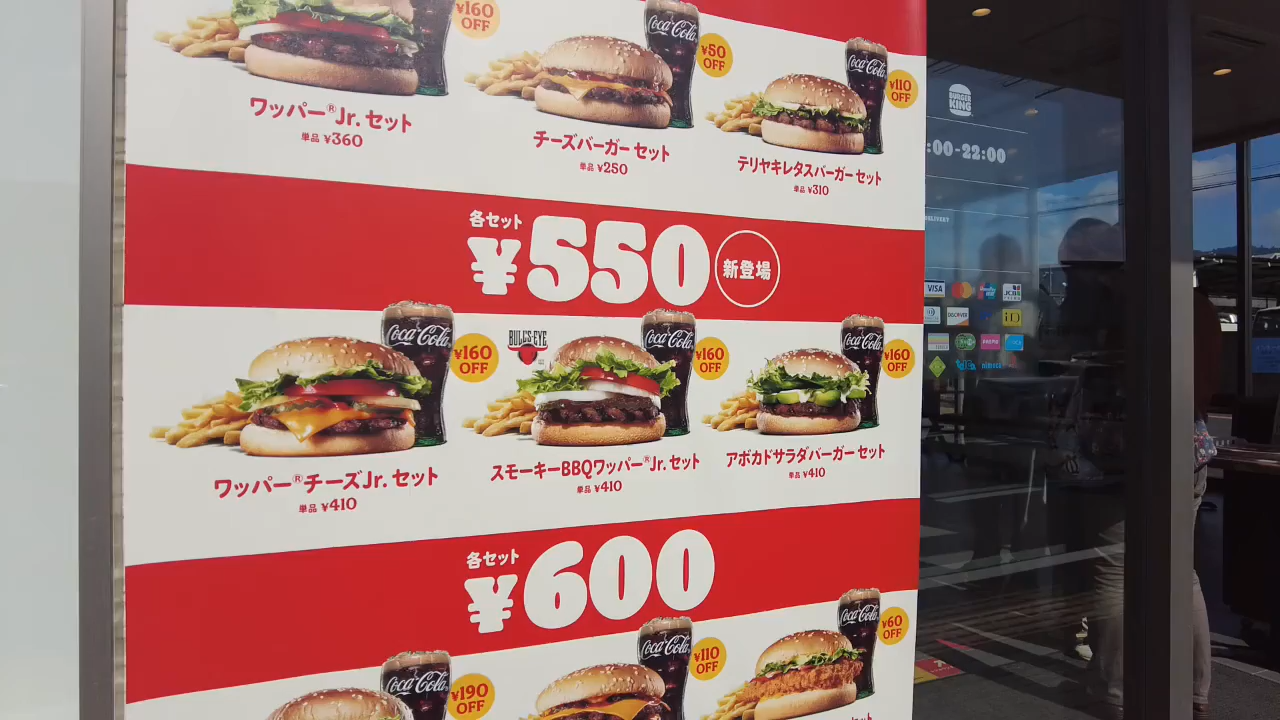 ¥160
OFF
Coca-Cola
¥50
OFF
Coca-Cola
¥110
OFF
ワッパー®Jr. セット
単品 ¥360
チーズバーガー セット
単品 ¥250
テリヤキレタスバーガー セット
単品 ¥310
BURGER
KING
:00-22:00
DELIVERY
各セット
¥550
新登場
VISA
JCB
DISCOVER
iD
Coca-Cola
¥160
OFF
BULL'S-EYE
Coca-Cola
¥160
OFF
Coca-Cola
¥160
OFF
ワッパー®チーズJr. セット
単品 ¥410
スモーキーBBQワッパー®Jr. セット
単品 ¥410
アボカドサラダバーガー セット
単品 ¥410
各セット
¥600
Coca-Cola
¥190
OFF
Coca-Cola
¥110
OFF
Coca-Cola
¥60
OFF